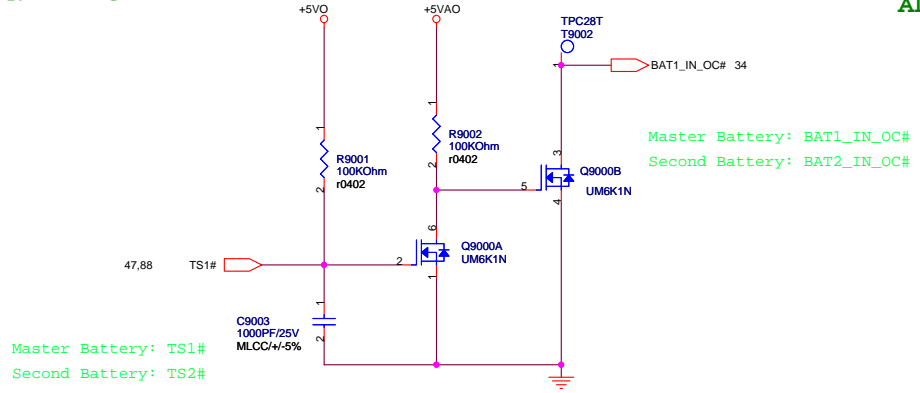 +5VO
+5VAO
TPC28T
T9002
1
BAT1_IN_OC# 34
1
R9001
100KOhm
r0402
2
1
R9002
100KOhm
r0402
2
Master Battery: BAT1_IN_OC#
Second Battery: BAT2_IN_OC#
3
5
Q9000B
UM6K1N
4
6
2
Q9000A
UM6K1N
1
47,88 TS1#
1
C9003
1000PF/25V
MLCC/+/-5%
2
Master Battery: TS1#
Second Battery: TS2#